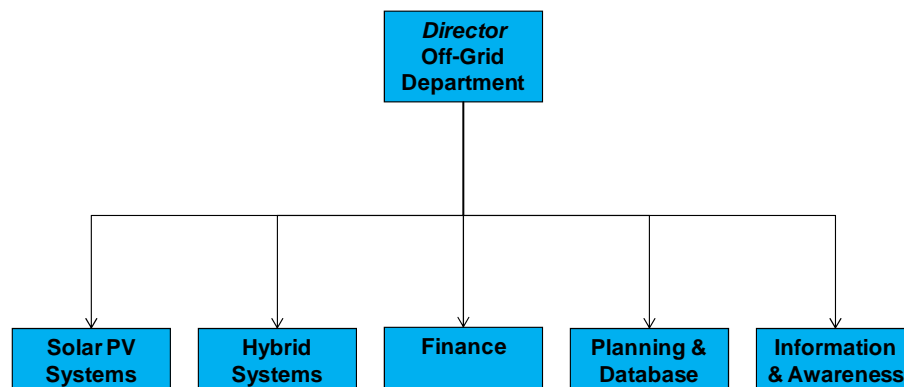 Director
Off-Grid
Department
Solar PV
Systems
Hybrid
Systems
Finance
Planning &
Database
Information
& Awareness